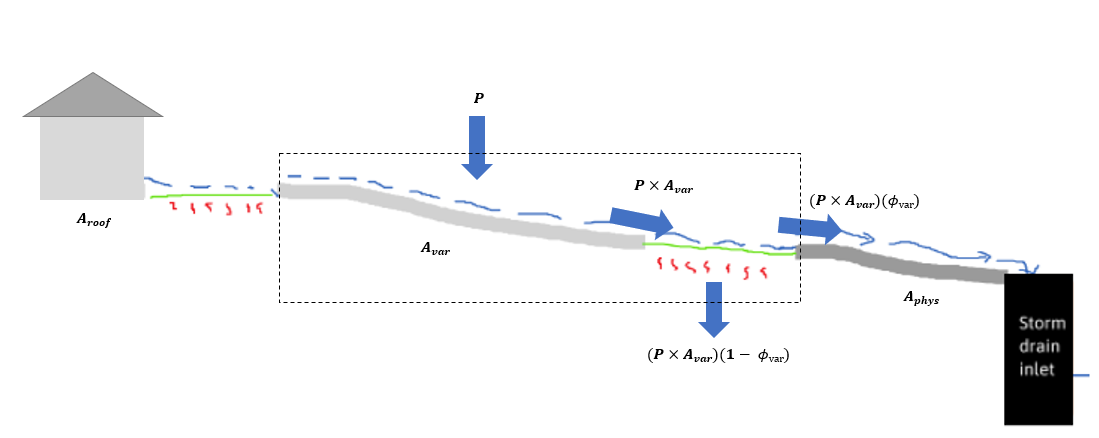 P
P × A_var
(P × A_var)(ϕ_var)
A_roof
A_var
A_phys
(P × A_var)(1 − ϕ_var)
Storm
drain
inlet